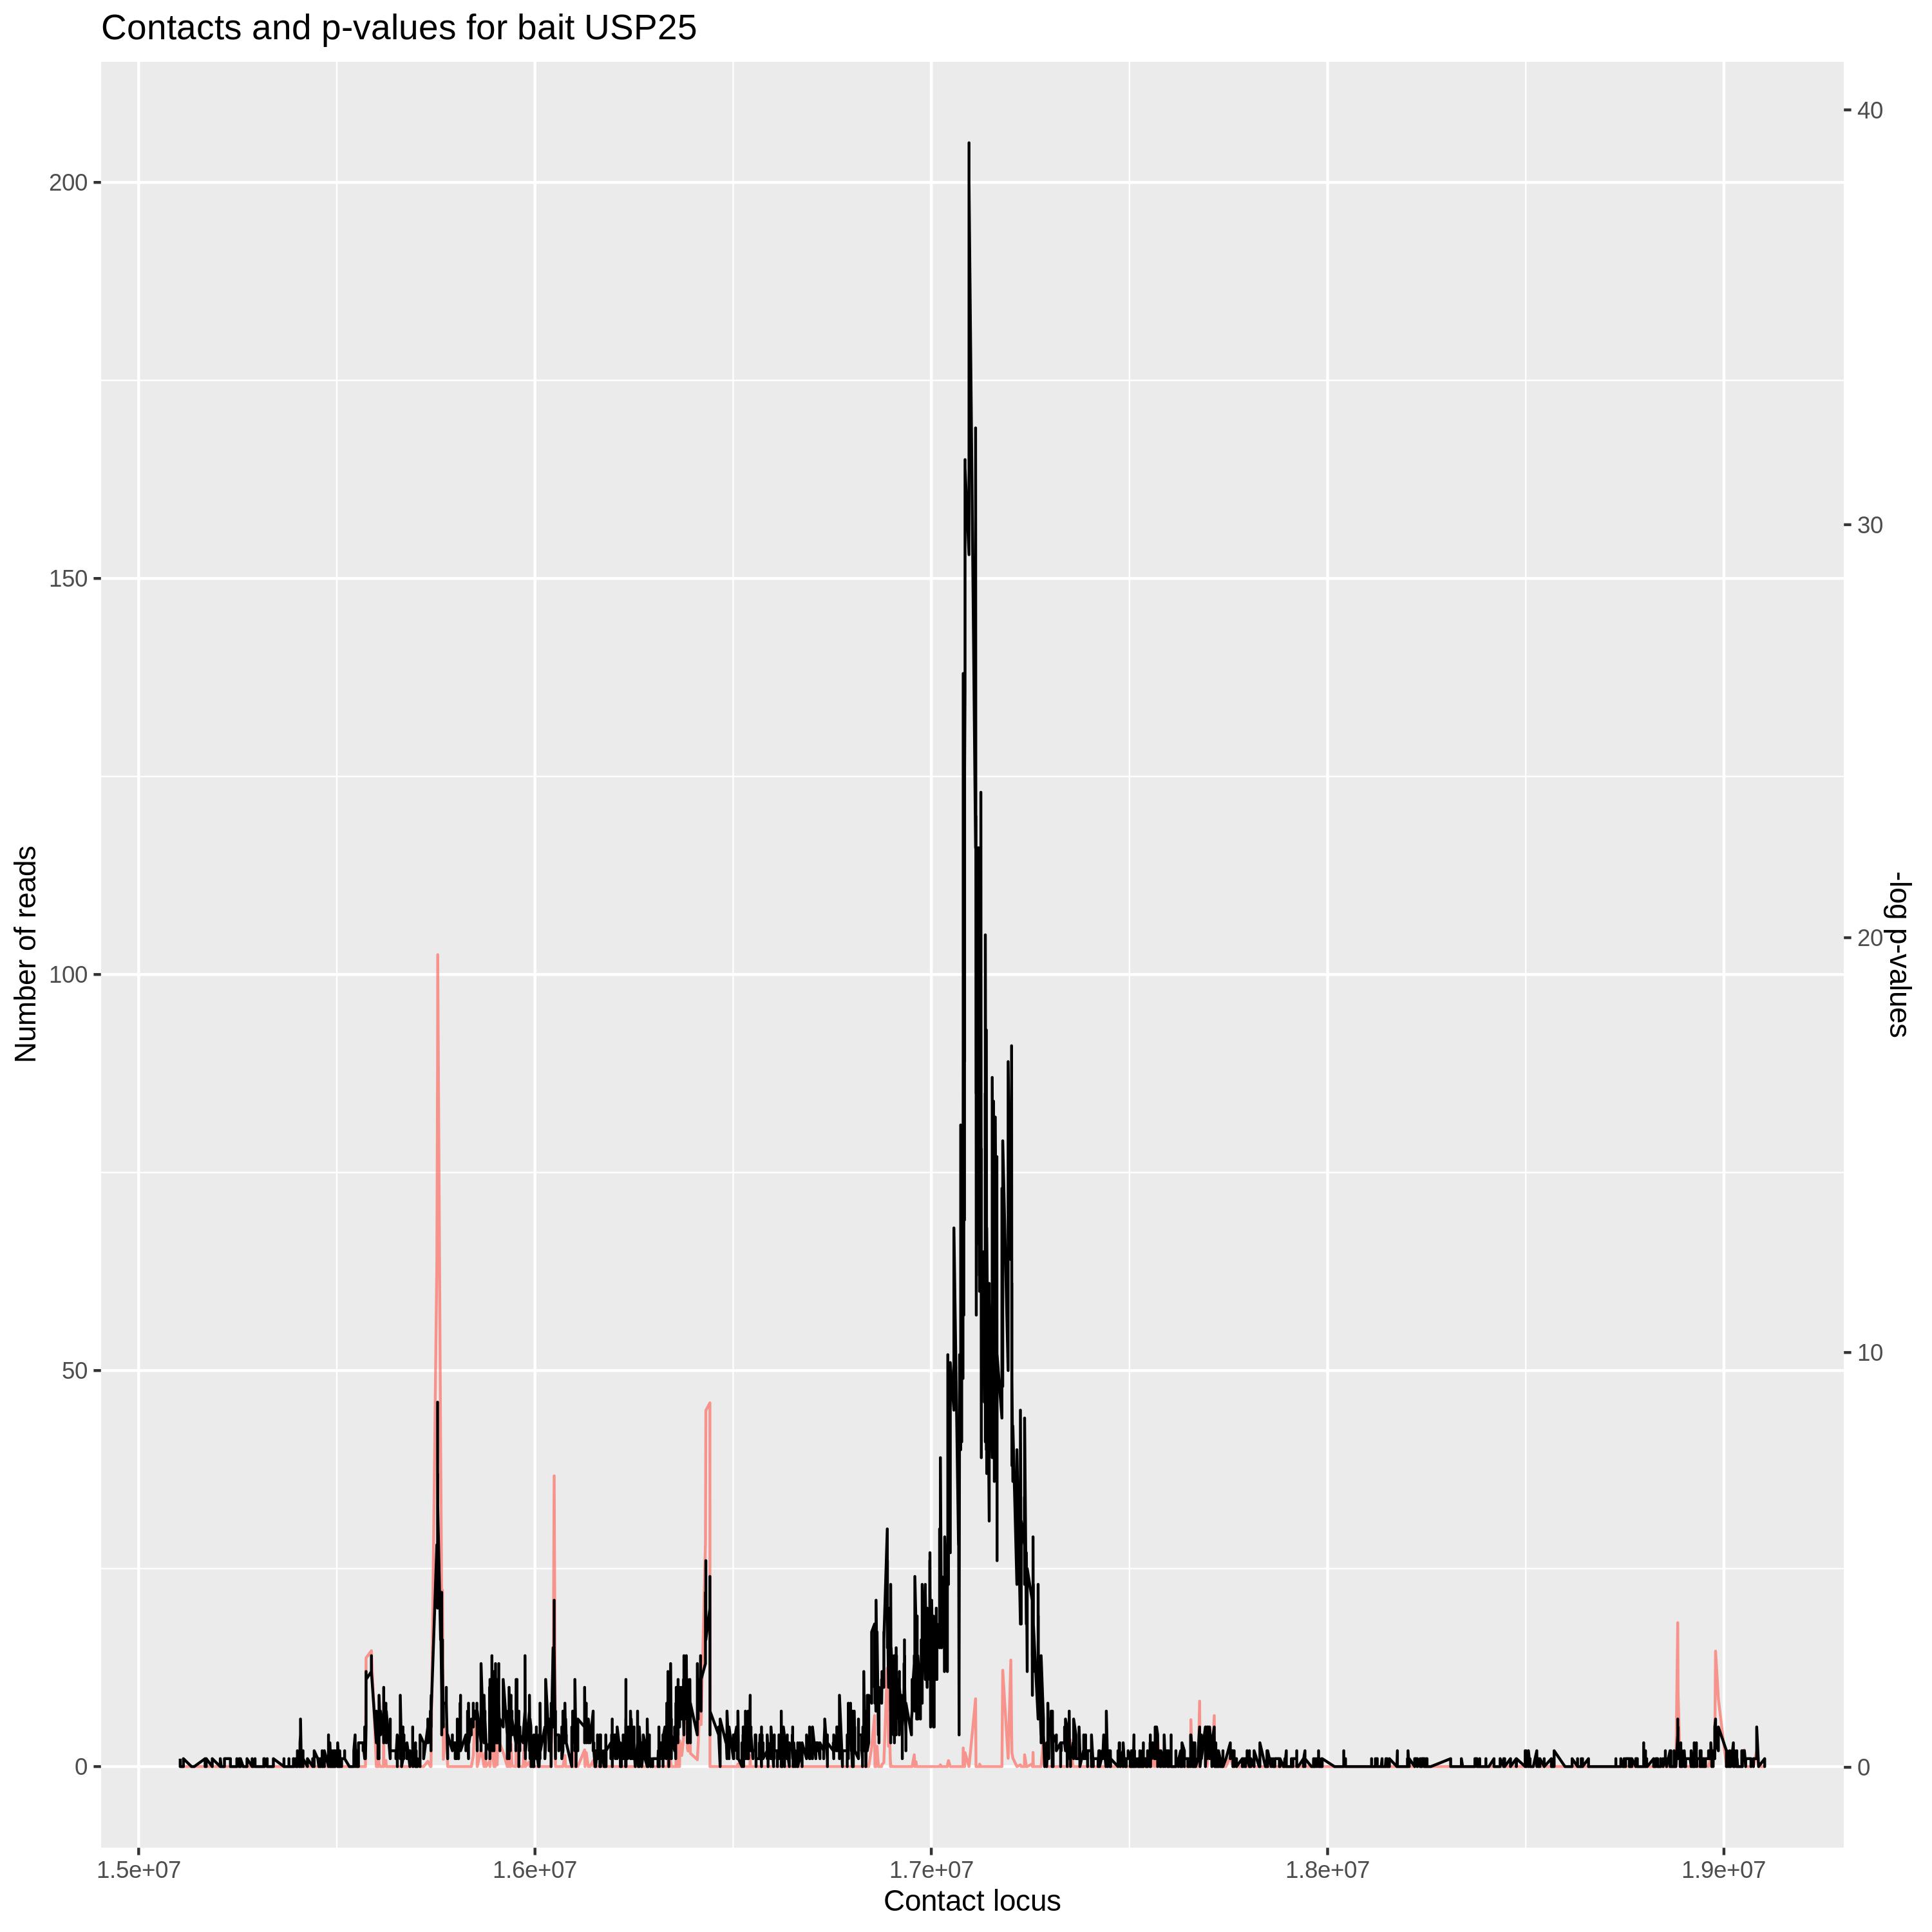 Contacts and p-values for bait USP25
200
150
100
50
0
Number of reads
40
30
20
10
0
-log p-values
1.5e+07 1.6e+07 1.7e+07 1.8e+07 1.9e+07
Contact locus